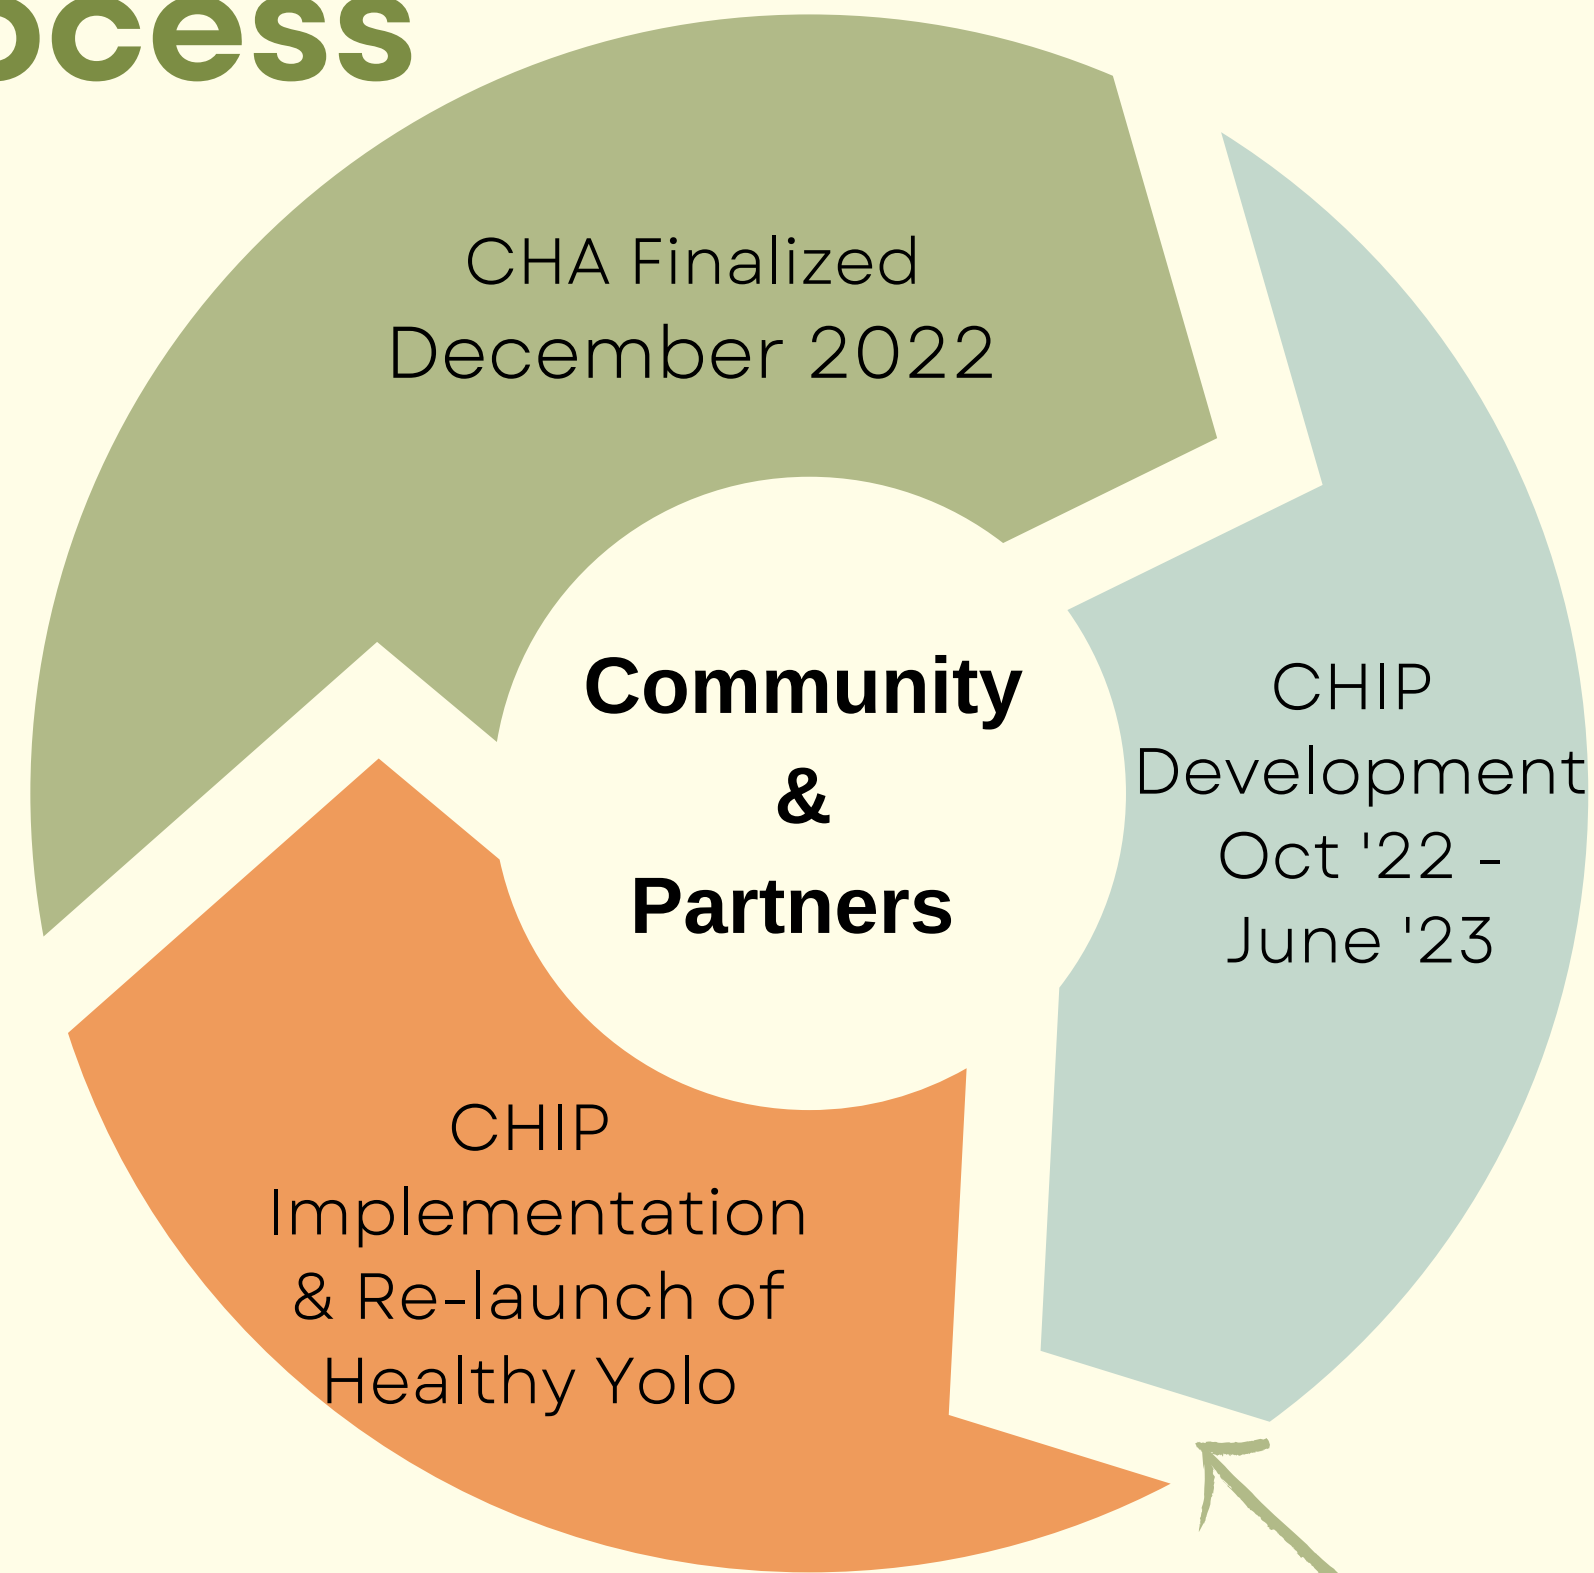 ocess
CHA Finalized
December 2022
Community
&
Partners
CHIP
Development
Oct '22 -
June '23
CHIP
Implementation
& Re-launch of
Healthy Yolo